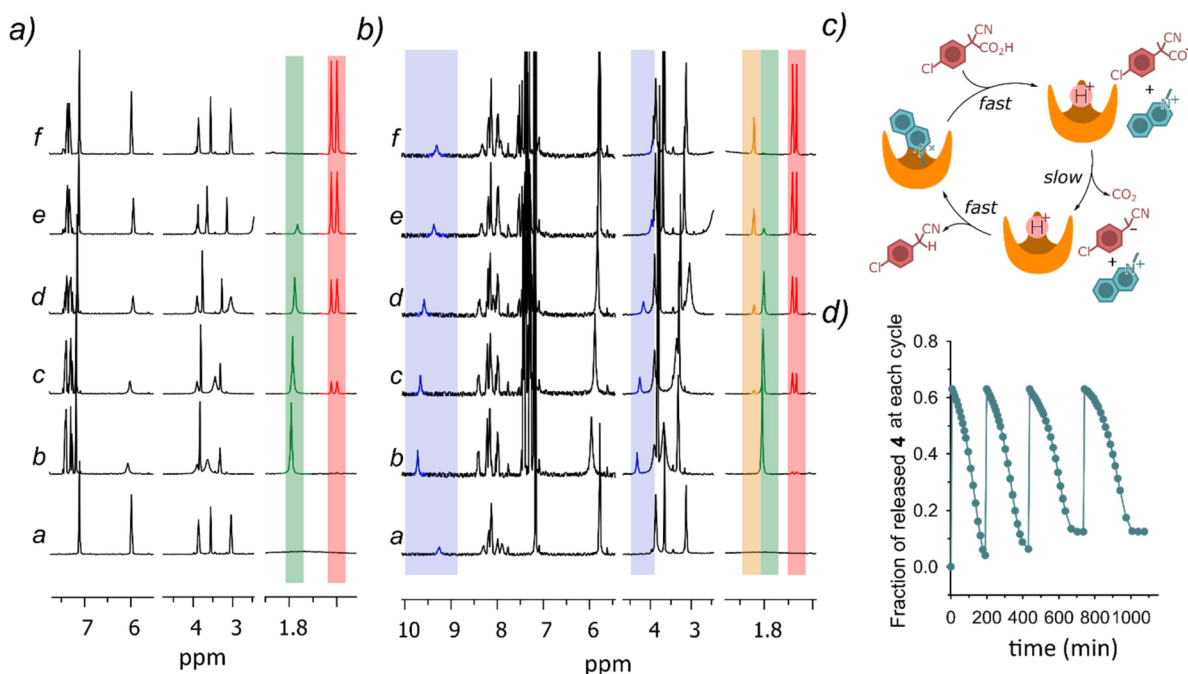 a)
f
e
d
c
b
a
7 6 4 3 1.8
ppm
b)
f
e
d
c
b
a
10 9 8 7 6 4 3 1.8
ppm
c)
CN
CO₂H
Cl
fast
H⁺
CN
CO⁻
Cl
+
N⁺
slow
CO₂
CN
−
Cl
+
N⁺
H⁺
fast
CN
H
Cl
d)
Fraction of released 4 at each cycle
0.8
0.6
0.4
0.2
0.0
0 200 400 600 800 1000
time (min)